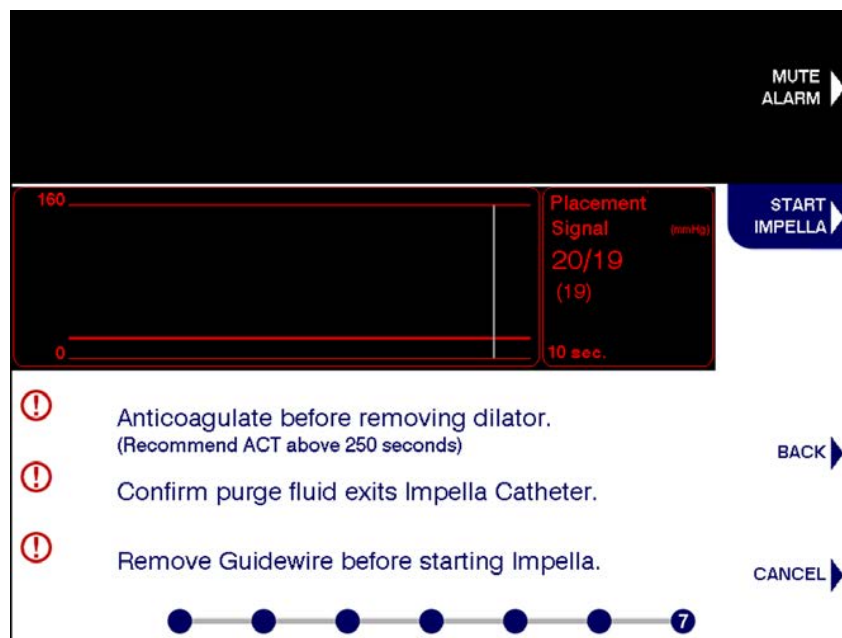 MUTE
ALARM
160
Placement
Signal (mmHg)
20/19
(19)
0
10 sec.
START
IMPELLA
Anticoagulate before removing dilator.
(Recommend ACT above 250 seconds)
Confirm purge fluid exits Impella Catheter.
Remove Guidewire before starting Impella.
BACK
CANCEL
7